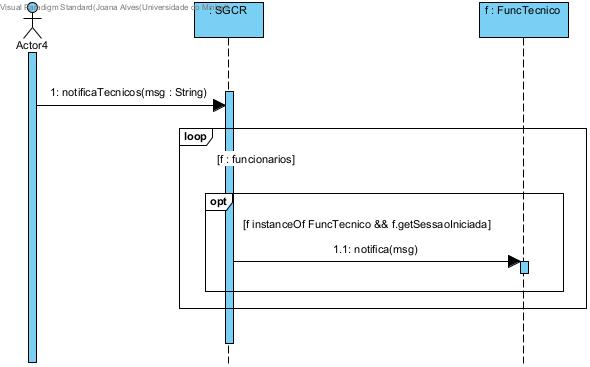 Visual Paradigm Standard(Joana Alves(Universidade do Minho))
: SGCR
f : FuncTecnico
Actor4
1: notificaTecnicos(msg : String)
loop
[f : funcionarios]
opt
[f instanceOf FuncTecnico && f.getSessaoIniciada]
1.1: notifica(msg)